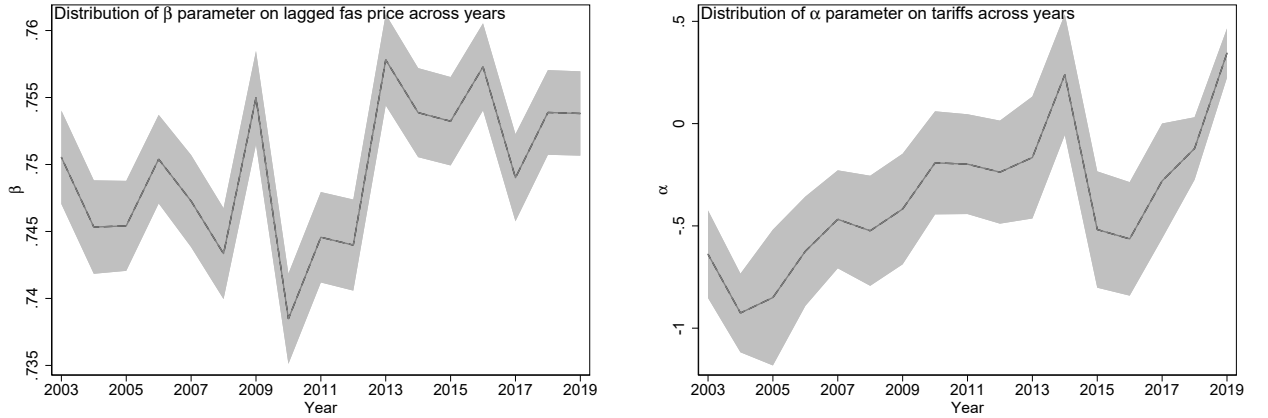 Distribution of β parameter on lagged fas price across years
.76
.755
.75
.745
.74
.735
β
2003 2005 2007 2009 2011 2013 2015 2017 2019
Year
Distribution of α parameter on tariffs across years
.5
0
-.5
-1
α
2003 2005 2007 2009 2011 2013 2015 2017 2019
Year